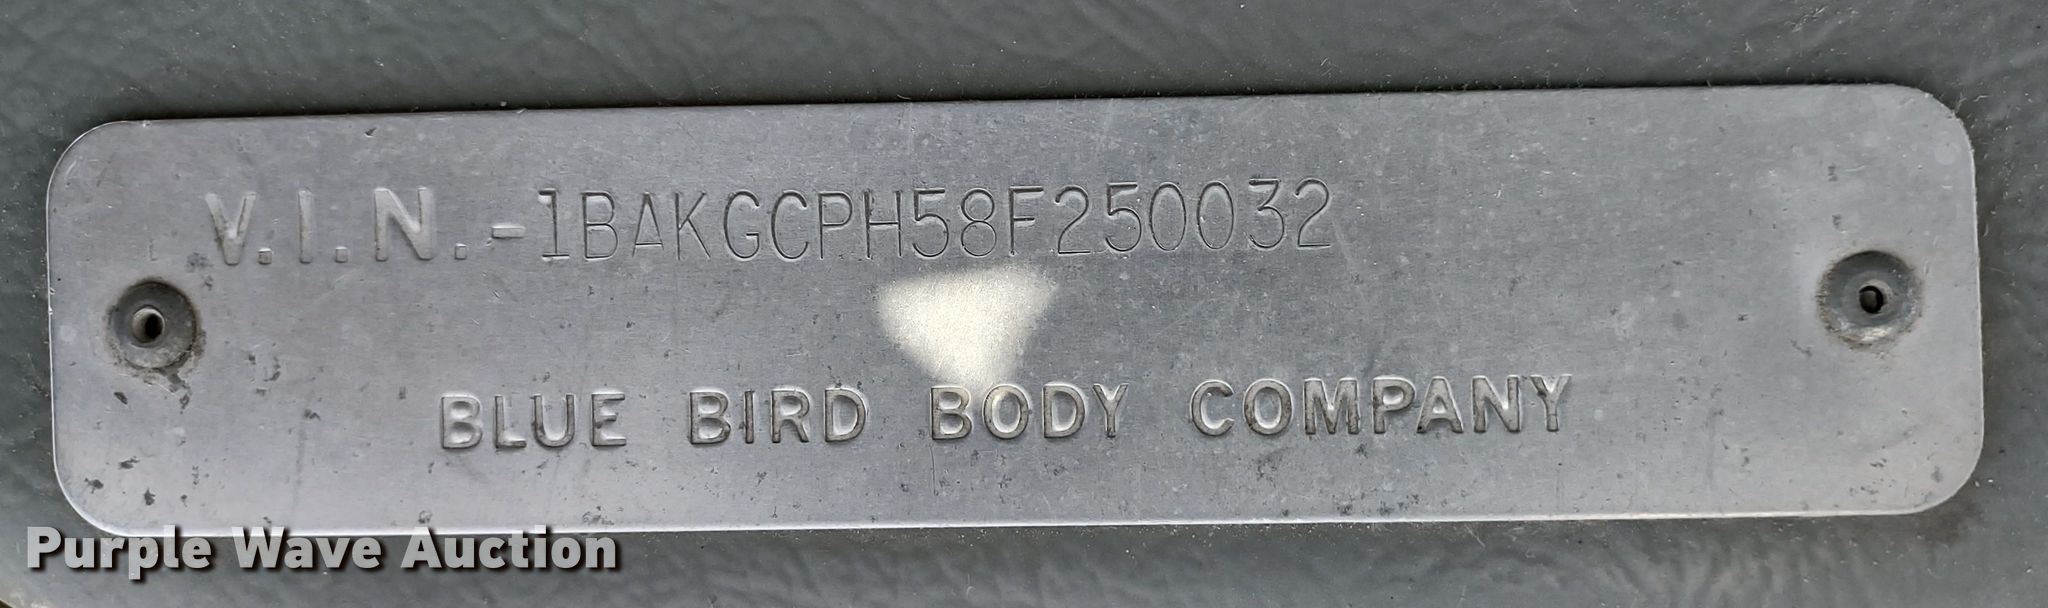 V.I.N.-1BAKGCPH58F250032
BLUE BIRD BODY COMPANY
Purple Wave Auction